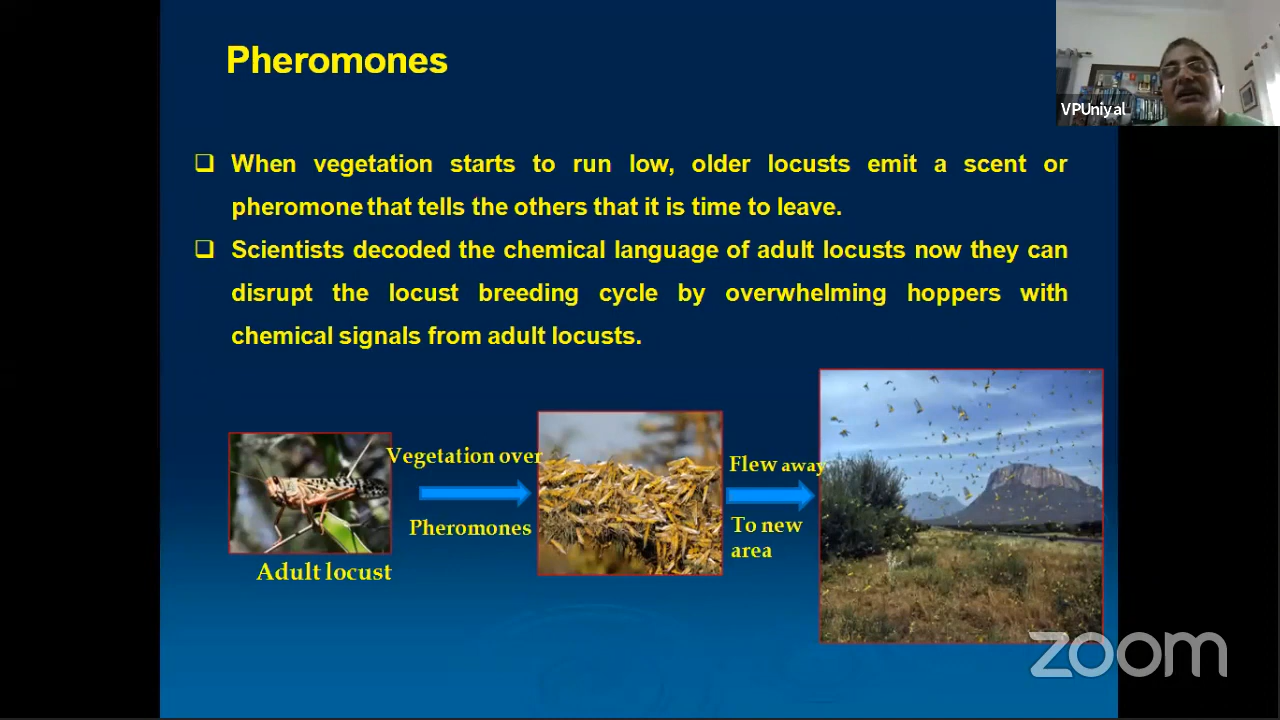 Pheromones
VPUniyal
❑ When vegetation starts to run low, older locusts emit a scent or
pheromone that tells the others that it is time to leave.
❑ Scientists decoded the chemical language of adult locusts now they can
disrupt the locust breeding cycle by overwhelming hoppers with
chemical signals from adult locusts.
Vegetation over
Pheromones
Adult locust
Flew away
To new
area
zoom